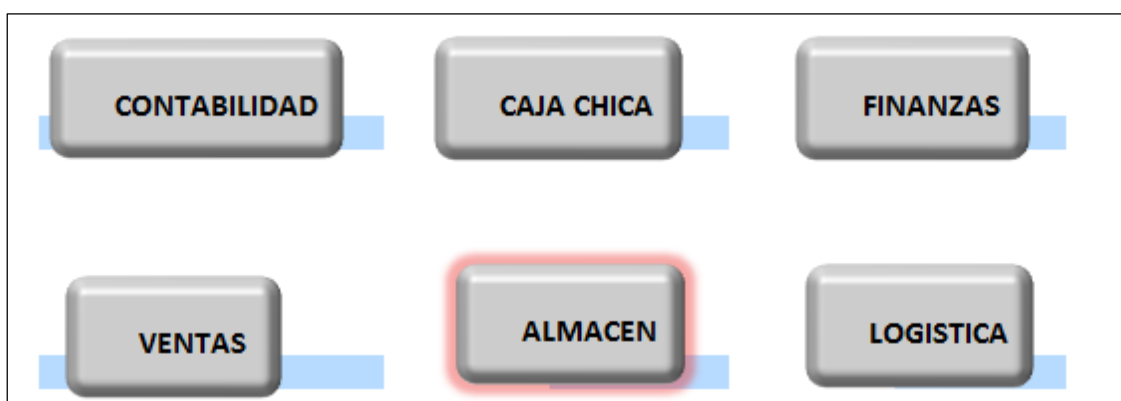 CONTABILIDAD
CAJA CHICA
FINANZAS
VENTAS
ALMACEN
LOGISTICA